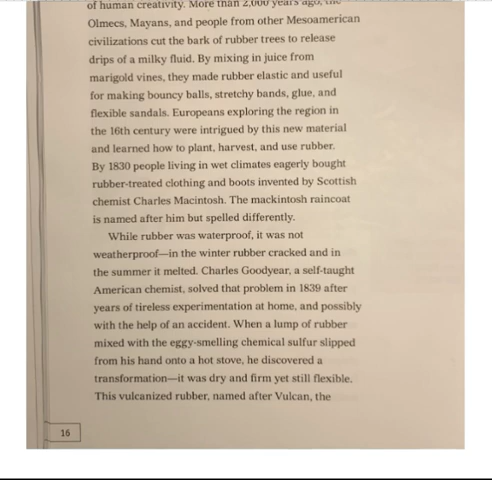 of human creativity. More than 2,000 years ago, the
Olmecs, Mayans, and people from other Mesoamerican
civilizations cut the bark of rubber trees to release
drips of a milky fluid. By mixing in juice from
marigold vines, they made rubber elastic and useful
for making bouncy balls, stretchy bands, glue, and
flexible sandals. Europeans exploring the region in
the 16th century were intrigued by this new material
and learned how to plant, harvest, and use rubber.
By 1830 people living in wet climates eagerly bought
rubber-treated clothing and boots invented by Scottish
chemist Charles Macintosh. The mackintosh raincoat
is named after him but spelled differently.
While rubber was waterproof, it was not
weatherproof—in the winter rubber cracked and in
the summer it melted. Charles Goodyear, a self-taught
American chemist, solved that problem in 1839 after
years of tireless experimentation at home, and possibly
with the help of an accident. When a lump of rubber
mixed with the eggy-smelling chemical sulfur slipped
from his hand onto a hot stove, he discovered a
transformation—it was dry and firm yet still flexible.
This vulcanized rubber, named after Vulcan, the
16